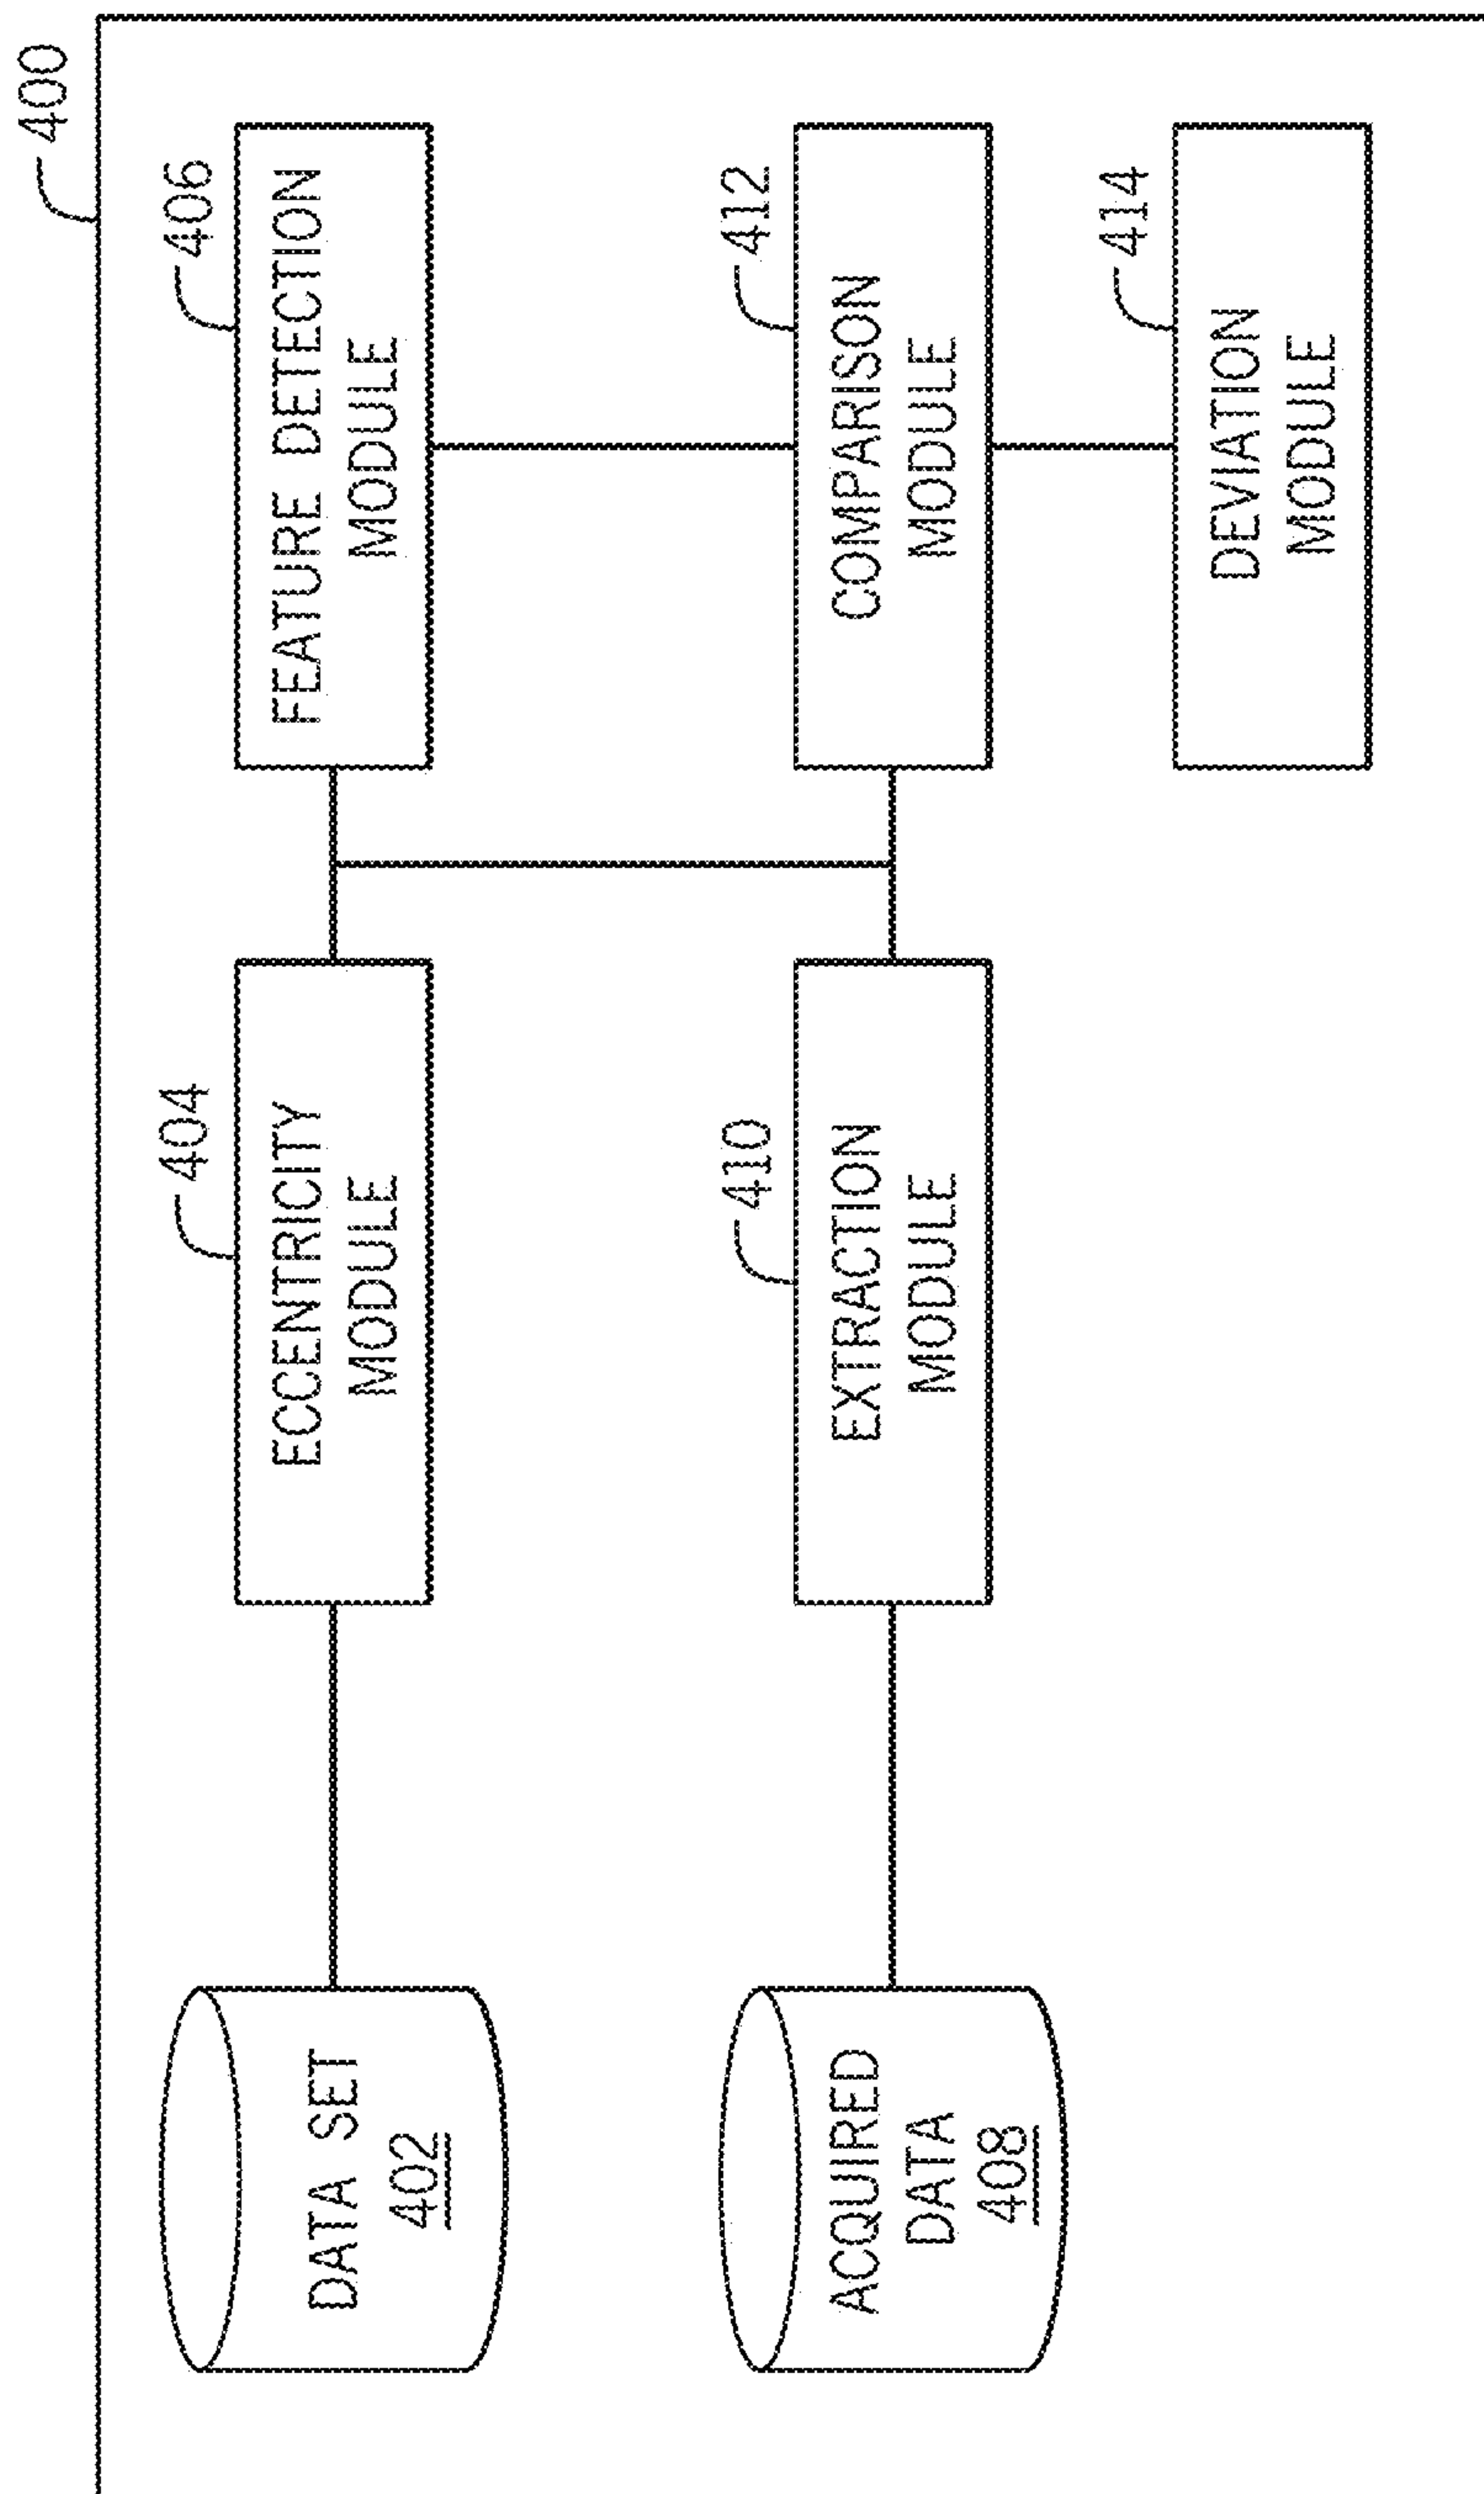 400
404
406
ECCENTRICITY
MODULE
FEATURE DETECTION
MODULE
DATA SET
402
410
412
EXTRACTION
MODULE
COMPARISON
MODULE
ACQUIRED
DATA
408
414
DEVIATION
MODULE